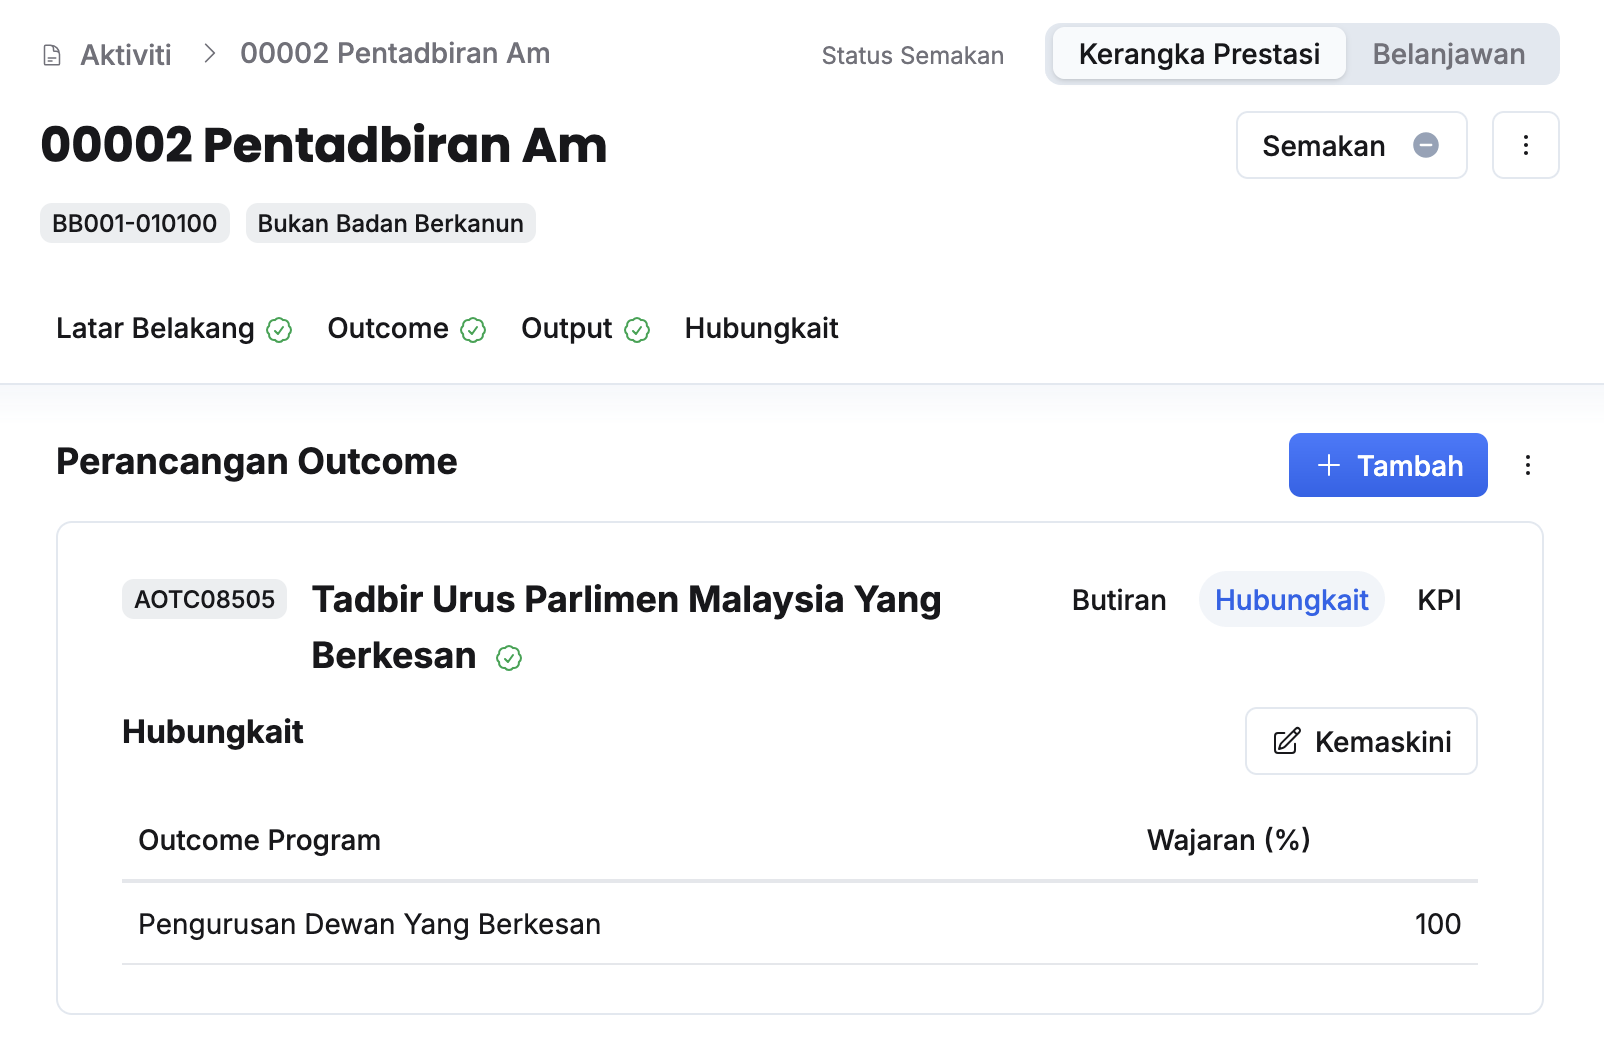 Aktiviti > 00002 Pentadbiran Am
Status Semakan
Kerangka Prestasi
Belanjawan
00002 Pentadbiran Am
Semakan
BB001-010100
Bukan Badan Berkanun
Latar Belakang
Outcome
Output
Hubungkait
Perancangan Outcome
+ Tambah
AOTC08505
Tadbir Urus Parlimen Malaysia Yang
Berkesan
Butiran
Hubungkait
KPI
Hubungkait
Kemaskini
Outcome Program
Wajaran (%)
Pengurusan Dewan Yang Berkesan
100